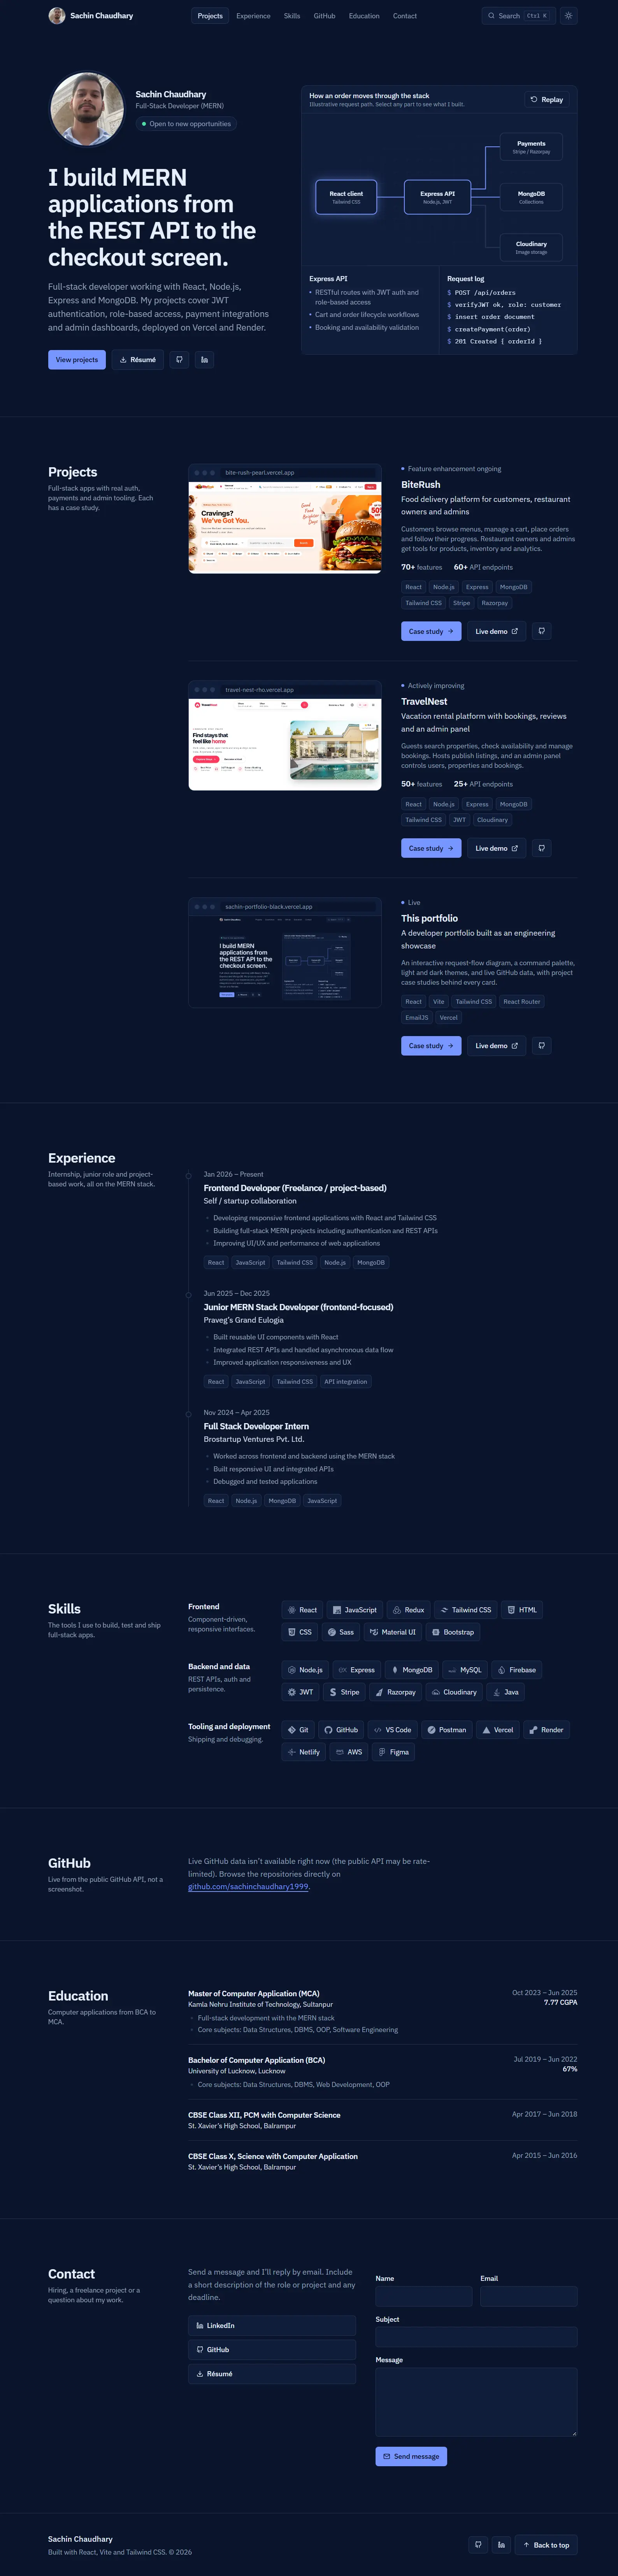 Sachin Chaudhary
Projects
Experience
Skills
GitHub
Education
Contact
Search
Ctrl K
Sachin Chaudhary
Full-Stack Developer (MERN)
Open to new opportunities
I build MERN
applications from
the REST API to the
checkout screen.
Full-stack developer working with React, Node.js,
Express and MongoDB. My projects cover JWT
authentication, role-based access, payment integrations
and admin dashboards, deployed on Vercel and Render.
View projects
Résumé
How an order moves through the stack
Illustrative request path. Select any part to see what I built.
Replay
React client
Tailwind CSS
Express API
Node.js, JWT
Payments
Stripe / Razorpay
MongoDB
Collections
Cloudinary
Image storage
Express API
RESTful routes with JWT auth and
role-based access
Cart and order lifecycle workflows
Booking and availability validation
Request log
$ POST /api/orders
$ verifyJWT ok, role: customer
$ insert order document
$ createPayment(order)
$ 201 Created { orderId }
Projects
Full-stack apps with real auth,
payments and admin tooling. Each
has a case study.
bite-rush-pearl.vercel.app
Cravings?
We've Got You.
Feature enhancement ongoing
BiteRush
Food delivery platform for customers, restaurant
owners and admins
Customers browse menus, manage a cart, place orders
and follow their progress. Restaurant owners and admins
get tools for products, inventory and analytics.
70+ features
60+ API endpoints
React
Node.js
Express
MongoDB
Tailwind CSS
Stripe
Razorpay
Case study
Live demo
travel-nest-rho.vercel.app
Find stays that
feel like home
Actively improving
TravelNest
Vacation rental platform with bookings, reviews
and an admin panel
Guests search properties, check availability and manage
bookings. Hosts publish listings, and an admin panel
controls users, properties and bookings.
50+ features
25+ API endpoints
React
Node.js
Express
MongoDB
Tailwind CSS
JWT
Cloudinary
Case study
Live demo
sachin-portfolio-black.vercel.app
I build MERN
applications from
the REST API to the
checkout screen.
Live
This portfolio
A developer portfolio built as an engineering
showcase
An interactive request-flow diagram, a command palette,
light and dark themes, and live GitHub data, with project
case studies behind every card.
React
Vite
Tailwind CSS
React Router
EmailJS
Vercel
Case study
Live demo
Experience
Internship, junior role and project-
based work, all on the MERN stack.
Jan 2026 – Present
Frontend Developer (Freelance / project-based)
Self / startup collaboration
Developing responsive frontend applications with React and Tailwind CSS
Building full-stack MERN projects including authentication and REST APIs
Improving UI/UX and performance of web applications
React
JavaScript
Tailwind CSS
Node.js
MongoDB
Jun 2025 – Dec 2025
Junior MERN Stack Developer (frontend-focused)
Praveg's Grand Eulogia
Built reusable UI components with React
Integrated REST APIs and handled asynchronous data flow
Improved application responsiveness and UX
React
JavaScript
Tailwind CSS
API integration
Nov 2024 – Apr 2025
Full Stack Developer Intern
Brostartup Ventures Pvt. Ltd.
Worked across frontend and backend using the MERN stack
Built responsive UI and integrated APIs
Debugged and tested applications
React
Node.js
MongoDB
JavaScript
Skills
The tools I use to build, test and ship
full-stack apps.
Frontend
Component-driven,
responsive interfaces.
React
JavaScript
Redux
Tailwind CSS
HTML
CSS
Sass
Material UI
Bootstrap
Backend and data
REST APIs, auth and
persistence.
Node.js
Express
MongoDB
MySQL
Firebase
JWT
Stripe
Razorpay
Cloudinary
Java
Tooling and deployment
Shipping and debugging.
Git
GitHub
VS Code
Postman
Vercel
Render
Netlify
AWS
Figma
GitHub
Live from the public GitHub API, not a
screenshot.
Live GitHub data isn't available right now (the public API may be rate-
limited). Browse the repositories directly on
github.com/sachinchaudhary1999.
Education
Computer applications from BCA to
MCA.
Master of Computer Application (MCA)
Kamla Nehru Institute of Technology, Sultanpur
Full-stack development with the MERN stack
Core subjects: Data Structures, DBMS, OOP, Software Engineering
Oct 2023 – Jun 2025
7.77 CGPA
Bachelor of Computer Application (BCA)
University of Lucknow, Lucknow
Core subjects: Data Structures, DBMS, Web Development, OOP
Jul 2019 – Jun 2022
67%
CBSE Class XII, PCM with Computer Science
St. Xavier's High School, Balrampur
Apr 2017 – Jun 2018
CBSE Class X, Science with Computer Application
St. Xavier's High School, Balrampur
Apr 2015 – Jun 2016
Contact
Hiring, a freelance project or a
question about my work.
Send a message and I'll reply by email. Include
a short description of the role or project and any
deadline.
LinkedIn
GitHub
Résumé
Name
Email
Subject
Message
Send message
Sachin Chaudhary
Built with React, Vite and Tailwind CSS. © 2026
Back to top